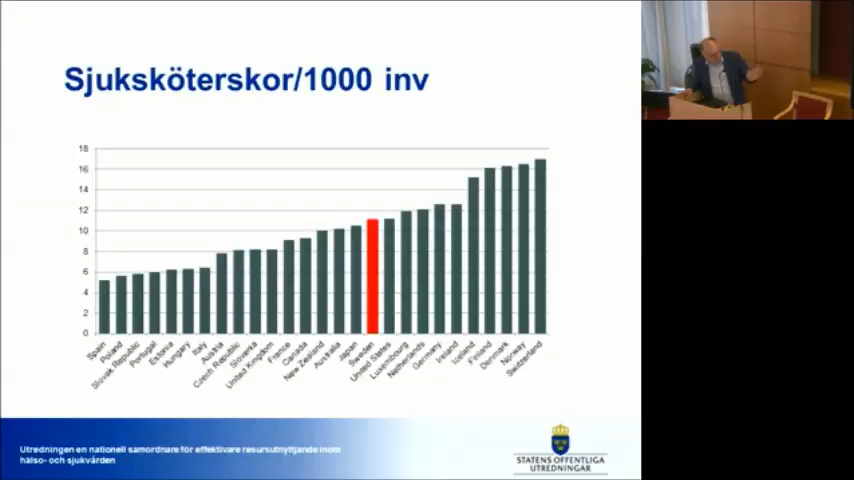 Sjuksköterskor/1000 inv
18
16
14
12
10
8
6
4
2
0
Spain
Poland
Slovak Republic
Portugal
Estonia
Hungary
Italy
Austria
Czech Republic
Slovenia
United Kingdom
France
Canada
New Zealand
Australia
Japan
Sweden
United States
Luxembourg
Netherlands
Germany
Ireland
Iceland
Finland
Denmark
Norway
Switzerland
Utredningen en nationell samordnare för effektivare resursutnyttjande inom
hälso- och sjukvården
STATENS OFFENTLIGA
UTREDNINGAR